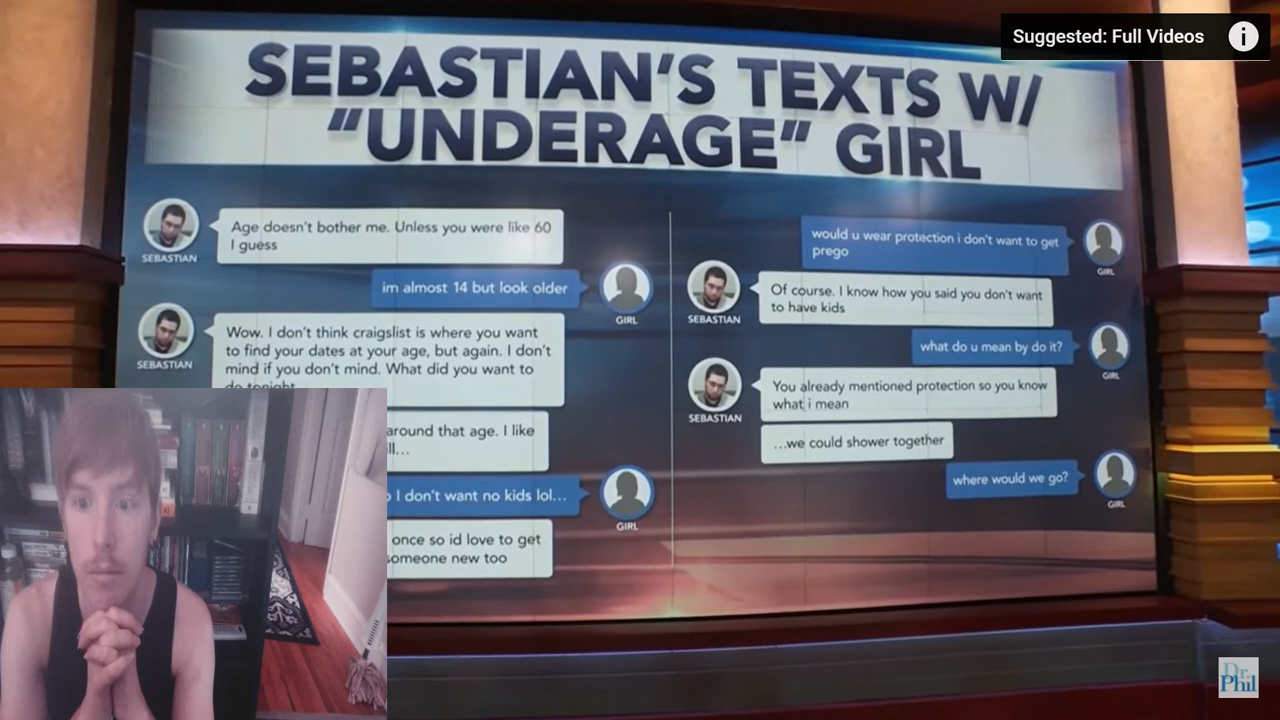 Suggested: Full Videos
SEBASTIAN'S TEXTS W/
"UNDERAGE" GIRL
Age doesn't bother me. Unless you were like 60
I guess
SEBASTIAN
im almost 14 but look older
GIRL
Wow. I don't think craigslist is where you want
to find your dates at your age, but again. I don't
mind if you don't mind. What did you want to
do tonight
SEBASTIAN
around that age. I like
I don't want no kids lol...
GIRL
once so id love to get
someone new too
would u wear protection i don't want to get
prego
GIRL
Of course. I know how you said you don't want
to have kids
SEBASTIAN
what do u mean by do it?
GIRL
You already mentioned protection so you know
what i mean
SEBASTIAN
...we could shower together
where would we go?
GIRL
Dr.
Phil